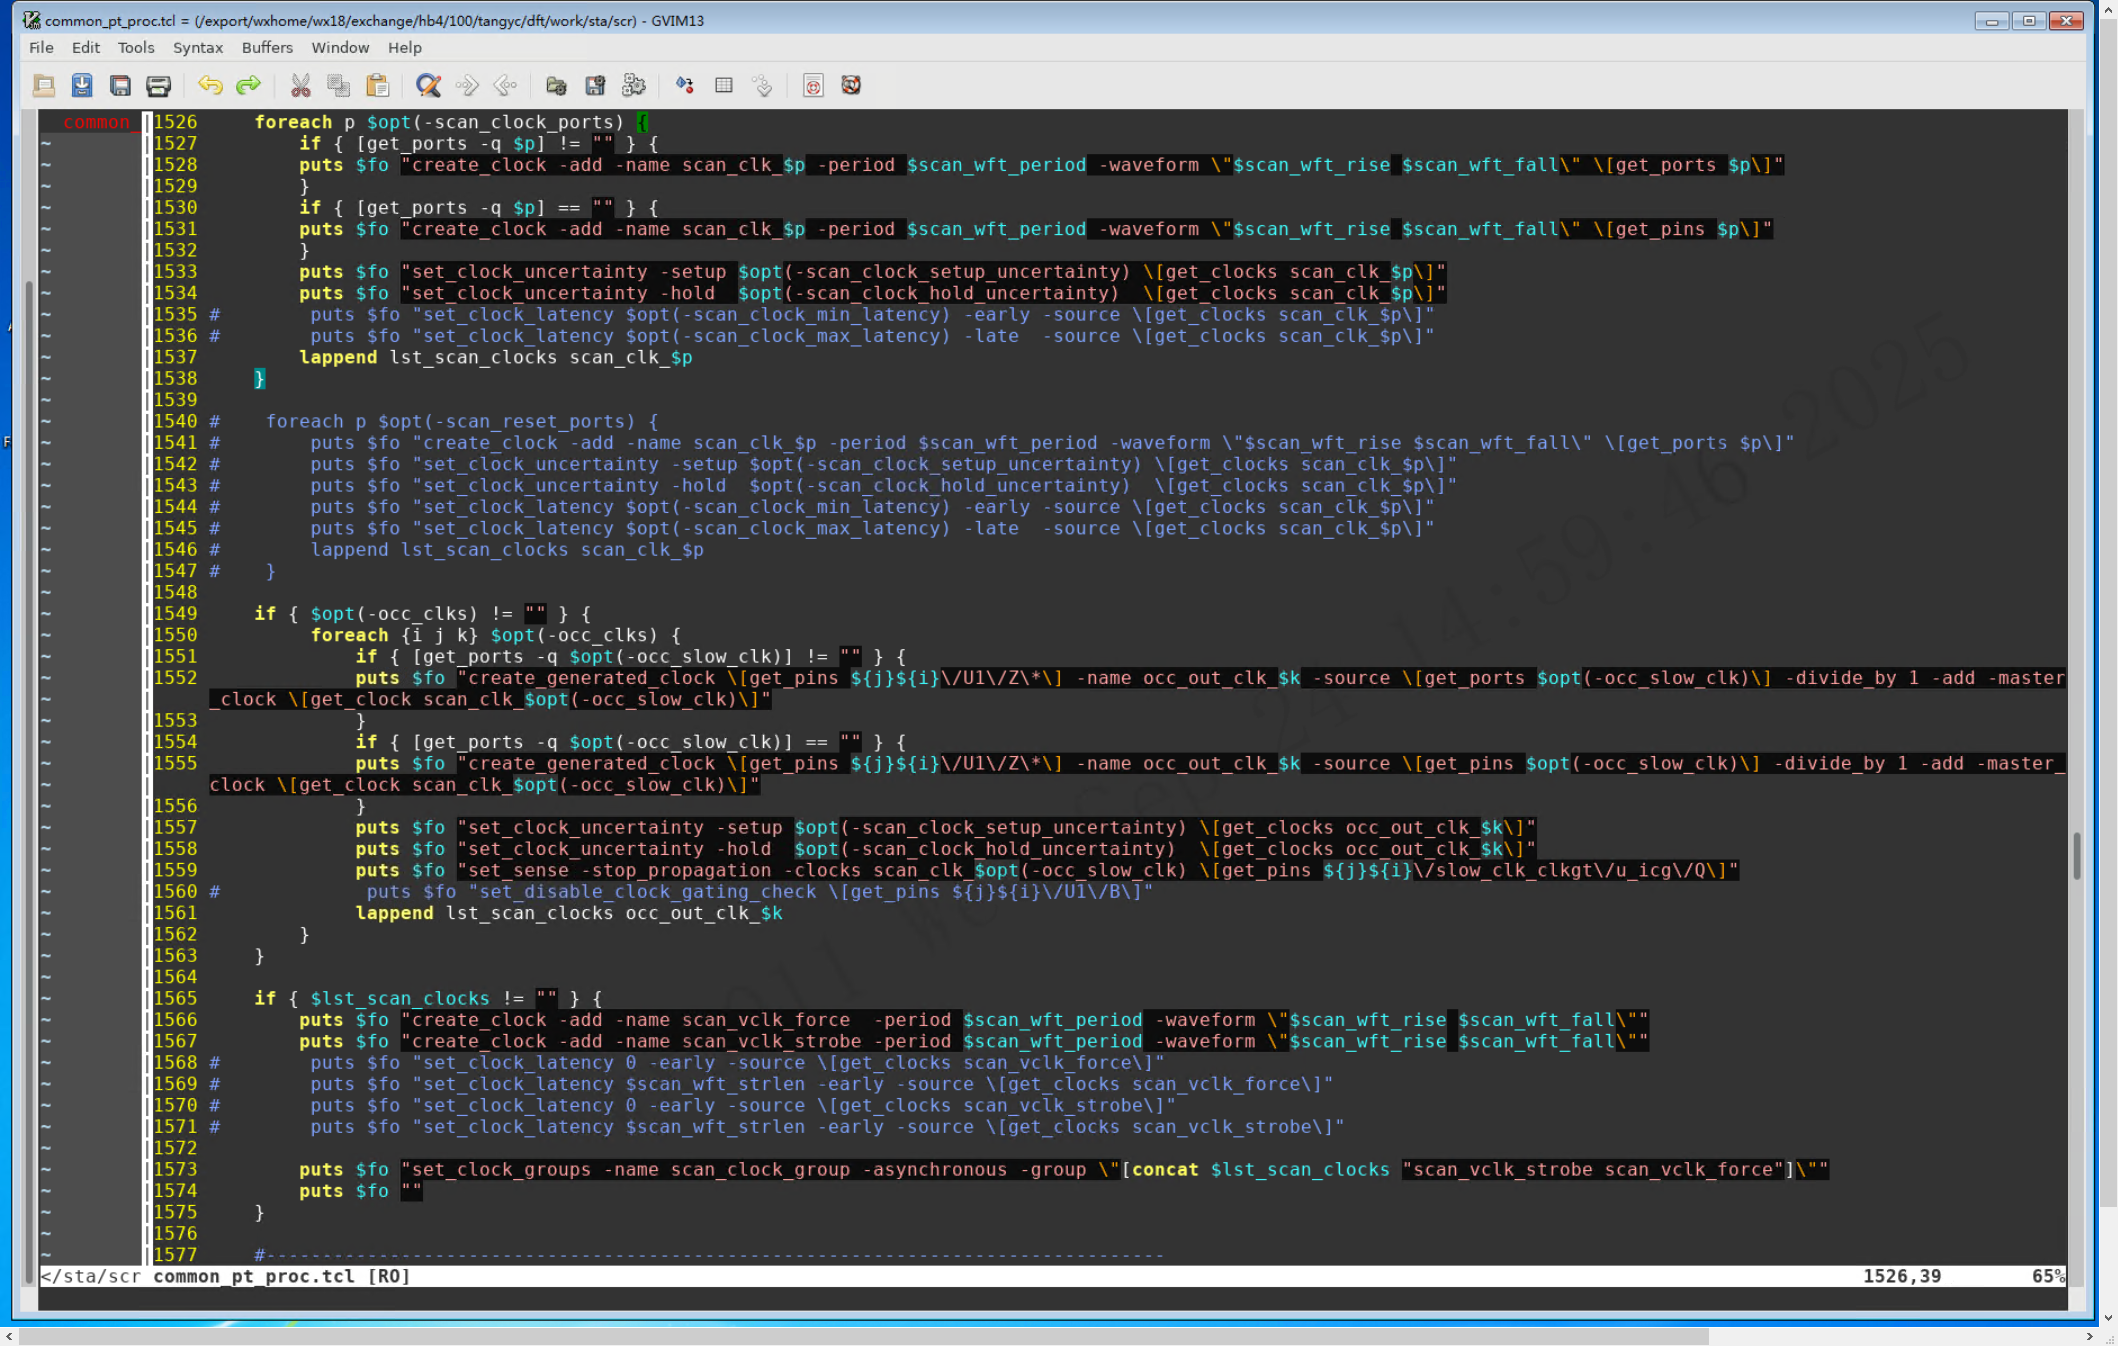 common_pt_proc.tcl = (/export/wxhome/wx18/exchange/hb4/100/tangyc/dft/work/sta/scr) - GVIM13
File Edit Tools Syntax Buffers Window Help
common_
1526     foreach p $opt(-scan_clock_ports) {
1527         if { [get_ports -q $p] != "" } {
1528         puts $fo "create_clock -add -name scan_clk_$p -period $scan_wft_period -waveform \"$scan_wft_rise $scan_wft_fall\" \[get_ports $p\]"
1529         }
1530         if { [get_ports -q $p] == "" } {
1531         puts $fo "create_clock -add -name scan_clk_$p -period $scan_wft_period -waveform \"$scan_wft_rise $scan_wft_fall\" \[get_pins $p\]"
1532         }
1533         puts $fo "set_clock_uncertainty -setup $opt(-scan_clock_setup_uncertainty) \[get_clocks scan_clk_$p\]"
1534         puts $fo "set_clock_uncertainty -hold  $opt(-scan_clock_hold_uncertainty)  \[get_clocks scan_clk_$p\]"
1535 #        puts $fo "set_clock_latency $opt(-scan_clock_min_latency) -early -source \[get_clocks scan_clk_$p\]"
1536 #        puts $fo "set_clock_latency $opt(-scan_clock_max_latency) -late  -source \[get_clocks scan_clk_$p\]"
1537         lappend lst_scan_clocks scan_clk_$p
1538     }
1539
1540 #    foreach p $opt(-scan_reset_ports) {
1541 #        puts $fo "create_clock -add -name scan_clk_$p -period $scan_wft_period -waveform \"$scan_wft_rise $scan_wft_fall\" \[get_ports $p\]"
1542 #        puts $fo "set_clock_uncertainty -setup $opt(-scan_clock_setup_uncertainty) \[get_clocks scan_clk_$p\]"
1543 #        puts $fo "set_clock_uncertainty -hold  $opt(-scan_clock_hold_uncertainty)  \[get_clocks scan_clk_$p\]"
1544 #        puts $fo "set_clock_latency $opt(-scan_clock_min_latency) -early -source \[get_clocks scan_clk_$p\]"
1545 #        puts $fo "set_clock_latency $opt(-scan_clock_max_latency) -late  -source \[get_clocks scan_clk_$p\]"
1546 #        lappend lst_scan_clocks scan_clk_$p
1547 #    }
1548
1549     if { $opt(-occ_clks) != "" } {
1550          foreach {i j k} $opt(-occ_clks) {
1551              if { [get_ports -q $opt(-occ_slow_clk)] != "" } {
1552              puts $fo "create_generated_clock \[get_pins ${j}${i}\/U1\/Z\*\] -name occ_out_clk_$k -source \[get_ports $opt(-occ_slow_clk)\] -divide_by 1 -add -master
_clock \[get_clock scan_clk_$opt(-occ_slow_clk)\]"
1553              }
1554              if { [get_ports -q $opt(-occ_slow_clk)] == "" } {
1555              puts $fo "create_generated_clock \[get_pins ${j}${i}\/U1\/Z\*\] -name occ_out_clk_$k -source \[get_pins $opt(-occ_slow_clk)\] -divide_by 1 -add -master_
clock \[get_clock scan_clk_$opt(-occ_slow_clk)\]"
1556              }
1557              puts $fo "set_clock_uncertainty -setup $opt(-scan_clock_setup_uncertainty) \[get_clocks occ_out_clk_$k\]"
1558              puts $fo "set_clock_uncertainty -hold  $opt(-scan_clock_hold_uncertainty)  \[get_clocks occ_out_clk_$k\]"
1559              puts $fo "set_sense -stop_propagation -clocks scan_clk_$opt(-occ_slow_clk) \[get_pins ${j}${i}\/slow_clk_clkgt\/u_icg\/Q\]"
1560 #             puts $fo "set_disable_clock_gating_check \[get_pins ${j}${i}\/U1\/B\]"
1561              lappend lst_scan_clocks occ_out_clk_$k
1562         }
1563     }
1564
1565     if { $lst_scan_clocks != "" } {
1566         puts $fo "create_clock -add -name scan_vclk_force  -period $scan_wft_period -waveform \"$scan_wft_rise $scan_wft_fall\""
1567         puts $fo "create_clock -add -name scan_vclk_strobe -period $scan_wft_period -waveform \"$scan_wft_rise $scan_wft_fall\""
1568 #        puts $fo "set_clock_latency 0 -early -source \[get_clocks scan_vclk_force\]"
1569 #        puts $fo "set_clock_latency $scan_wft_strlen -early -source \[get_clocks scan_vclk_force\]"
1570 #        puts $fo "set_clock_latency 0 -early -source \[get_clocks scan_vclk_strobe\]"
1571 #        puts $fo "set_clock_latency $scan_wft_strlen -early -source \[get_clocks scan_vclk_strobe\]"
1572
1573         puts $fo "set_clock_groups -name scan_clock_group -asynchronous -group \"[concat $lst_scan_clocks "scan_vclk_strobe scan_vclk_force"]\""
1574         puts $fo ""
1575     }
1576
1577     #--------------------------------------------------------------------------------
</sta/scr common_pt_proc.tcl [RO] 1526,39 65%